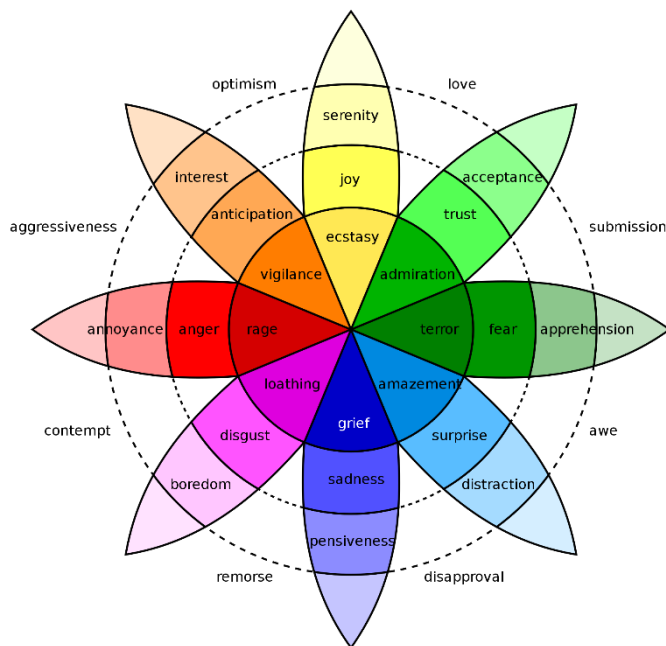 optimism
love
serenity
interest
acceptance
joy
anticipation
trust
aggressiveness
submission
ecstasy
vigilance
admiration
annoyance
anger
rage
terror
fear
apprehension
loathing
amazement
grief
disgust
surprise
contempt
awe
boredom
sadness
distraction
pensiveness
remorse
disapproval